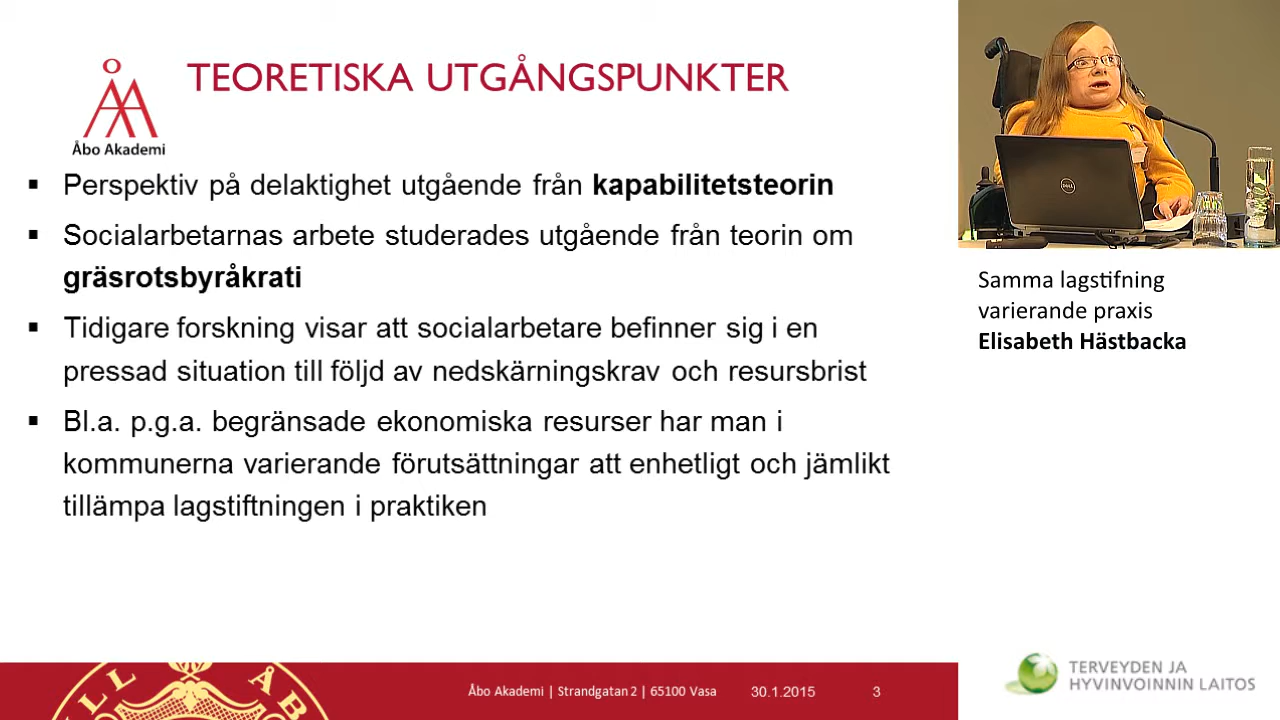 TEORETISKA UTGÅNGSPUNKTER
Åbo Akademi
▪ Perspektiv på delaktighet utgående från kapabilitetsteorin
▪ Socialarbetarnas arbete studerades utgående från teorin om
gräsrotsbyråkrati
▪ Tidigare forskning visar att socialarbetare befinner sig i en
pressad situation till följd av nedskärningskrav och resursbrist
▪ Bl.a. p.g.a. begränsade ekonomiska resurser har man i
kommunerna varierande förutsättningar att enhetligt och jämlikt
tillämpa lagstiftningen i praktiken
Åbo Akademi | Strandgatan 2 | 65100 Vasa 30.1.2015 3
DELL
Samma lagstifning
varierande praxis
Elisabeth Hästbacka
TERVEYDEN JA
HYVINVOINNIN LAITOS